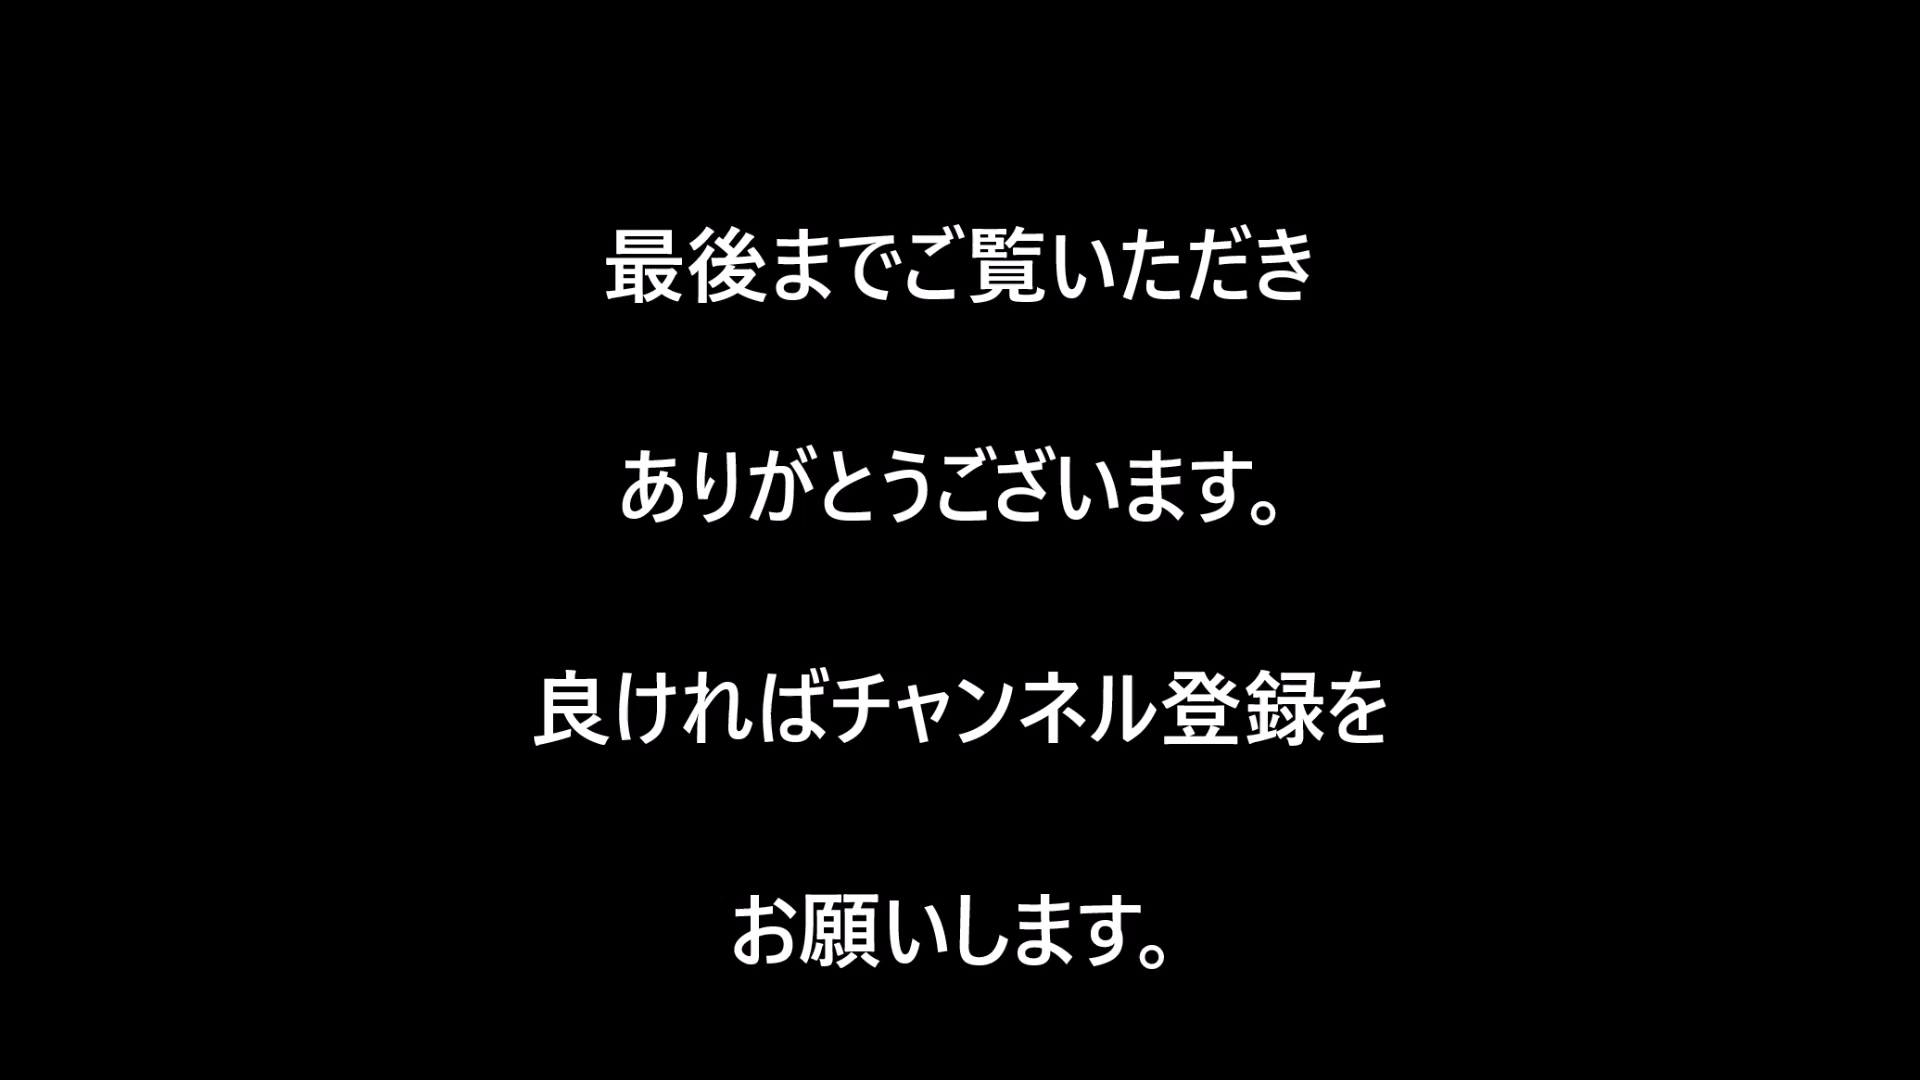 最後までご覧いただき
ありがとうございます。
良ければチャンネル登録を
お願いします。